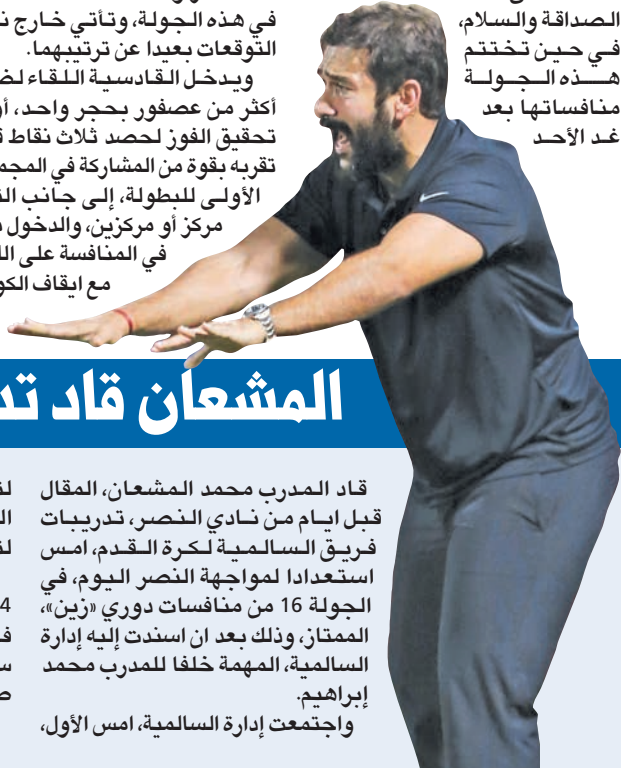 الصداقة والسلام،
في حين تختتم
هذه الجولة
منافساتها بعد
غد الأحد
في هذه الجولة، وتأتي خارج
التوقعات بعيدا عن ترتيبهما.
ويدخل القادسية اللقاء
أكثر من عصفور بحجر واحد،
تحقيق الفوز لحصد ثلاث نقاط
تقربه بقوة من المشاركة في
الأولى للبطولة، إلى جانب
مركز أو مركزين، والدخول
في المنافسة على
مع ايقاف
المشعان قاد
قاد المدرب محمد المشعان، المقال
قبل ايام من نادي النصر، تدريبات
فريق السالمية لكرة القدم، امس
استعدادا لمواجهة النصر اليوم، في
الجولة 16 من منافسات دوري «زين»،
الممتاز، وذلك بعد ان اسندت إليه إدارة
السالمية، المهمة خلفا للمدرب محمد
إبراهيم.
واجتمعت إدارة السالمية، امس الأول،